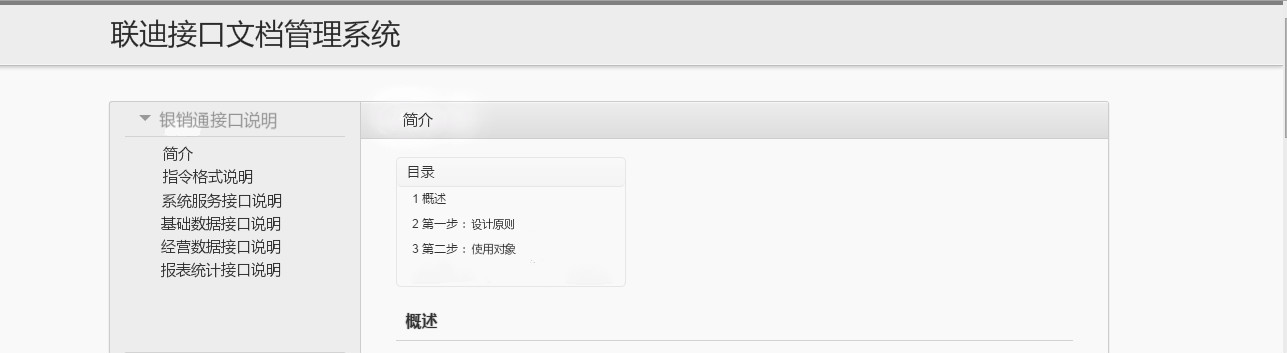 联迪接口文档管理系统
银销通接口说明
简介
指令格式说明
系统服务接口说明
基础数据接口说明
经营数据接口说明
报表统计接口说明
简介
目录
1 概述
2 第一步：设计原则
3 第二步：使用对象
概述